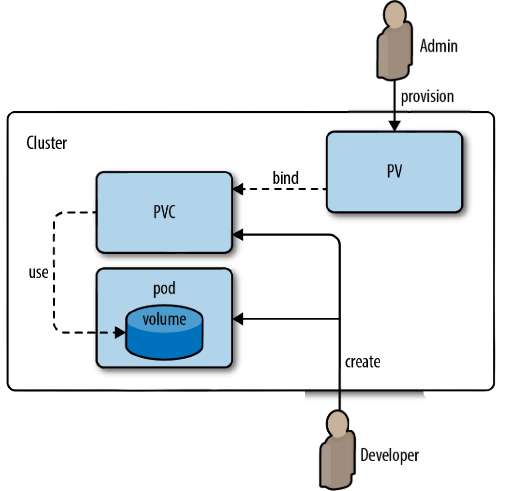 Admin
provision
Cluster
PV
bind
PVC
use
pod
volume
create
Developer